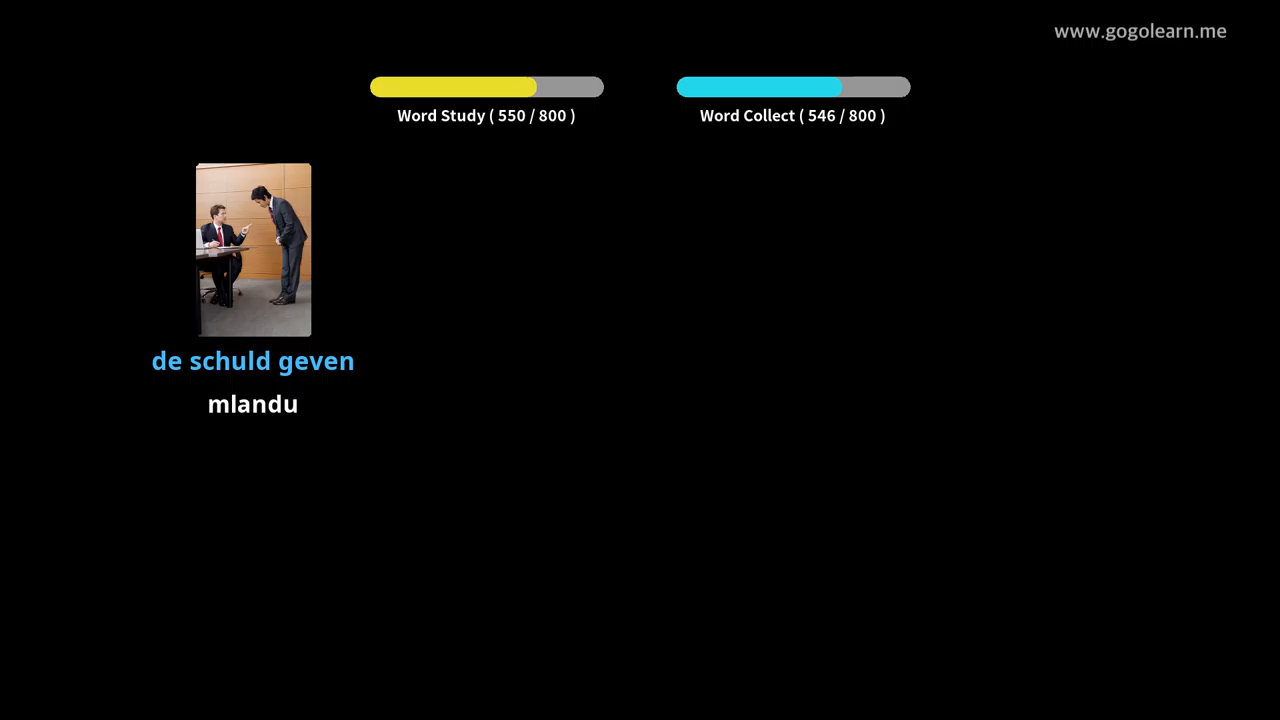 www.gogolearn.me
Word Study ( 550 / 800 )
Word Collect ( 546 / 800 )
de schuld geven
mlandu